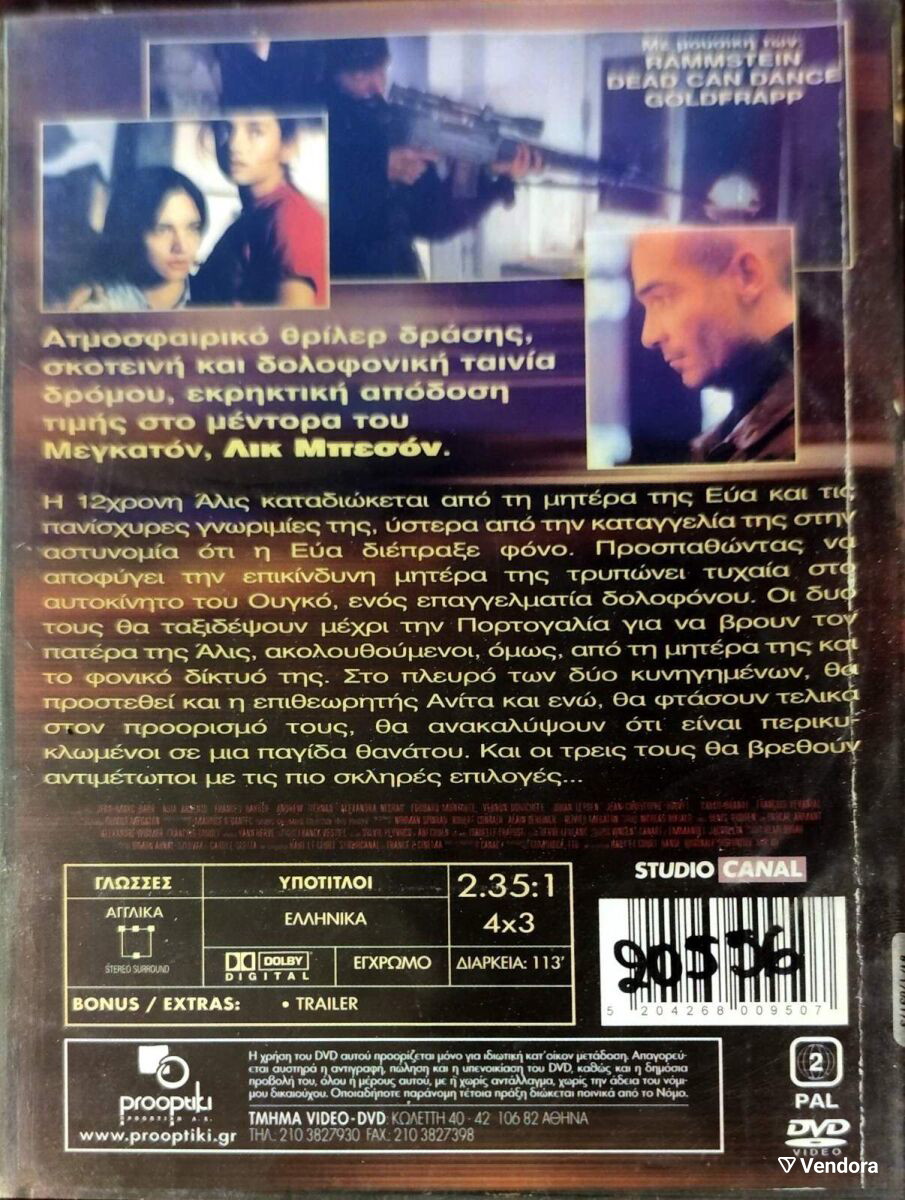 Με μουσική των:
RAMMSTEIN
DEAD CAN DANCE
GOLDFRAPP
Ατμοσφαιρικό θρίλερ δράσης,
σκοτεινή και δολοφονική ταινία
δρόμου, εκρηκτική απόδοση
τιμής στο μέντορα του
Μεγκατόν, Λικ Μπεσόν.
Η 12χρονη Άλις καταδιώκεται από τη μητέρα της Εύα και τις
πανίσχυρες γνωριμίες της, ύστερα από την καταγγελία της στην
αστυνομία ότι η Εύα διέπραξε φόνο. Προσπαθώντας να
αποφύγει την επικίνδυνη μητέρα της τρυπώνει τυχαία στο
αυτοκίνητο του Ουγκό, ενός επαγγελματία δολοφόνου. Οι δυο
τους θα ταξιδέψουν μέχρι την Πορτογαλία για να βρουν τον
πατέρα της Άλις, ακολουθούμενοι, όμως, από τη μητέρα της και
το φονικό δίκτυό της. Στο πλευρό των δύο κυνηγημένων, θα
προστεθεί και η επιθεωρητής Ανίτα και ενώ, θα φτάσουν τελικά
στον προορισμό τους, θα ανακαλύψουν ότι είναι περικυ-
κλωμένοι σε μια παγίδα θανάτου. Και οι τρεις τους θα βρεθούν
αντιμέτωποι με τις πιο σκληρές επιλογές...
STUDIO CANAL
ΓΛΩΣΣΕΣ ΥΠΟΤΙΤΛΟΙ 2.35:1
ΑΓΓΛΙΚΑ ΕΛΛΗΝΙΚΑ 4x3
STEREO SURROUND DOLBY DIGITAL ΕΓΧΡΩΜΟ ΔΙΑΡΚΕΙΑ: 113'
BONUS / EXTRAS: • TRAILER
20556
5 204268 009507
prooptiki
ΠΡΟΟΠΤΙΚΗ Α.Ε.
www.prooptiki.gr
Η χρήση του DVD αυτού προορίζεται μόνο για ιδιωτική κατ' οίκον μετάδοση. Απαγορεύ-
εται αυστηρά η αντιγραφή, πώληση και η υπενοικίαση του DVD, καθώς και η δημόσια
προβολή του, όλου ή μέρους αυτού, με ή χωρίς αντάλλαγμα, χωρίς την άδεια του νόμι-
μου δικαιούχου. Οποιαδήποτε παράνομη τέτοια πράξη διώκεται ποινικά από το Νόμο.
ΤΜΗΜΑ VIDEO-DVD: ΚΩΛΕΤΤΗ 40 - 42 106 82 ΑΘΗΝΑ
ΤΗΛ.: 210 3827930 FAX: 210 3827398
2
PAL
DVD
VIDEO
Vendora